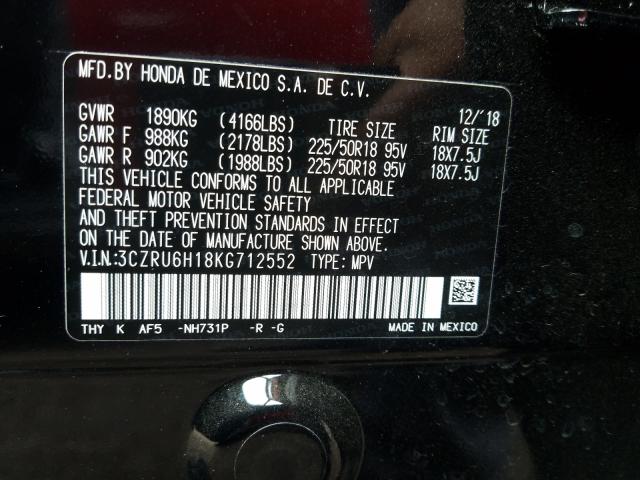 MFD.BY HONDA DE MEXICO S.A. DE C.V.
12/'18
GVWR 1890KG (4166LBS) TIRE SIZE RIM SIZE
GAWR F 988KG (2178LBS) 225/50R18 95V 18X7.5J
GAWR R 902KG (1988LBS) 225/50R18 95V 18X7.5J
THIS VEHICLE CONFORMS TO ALL APPLICABLE
FEDERAL MOTOR VEHICLE SAFETY
AND THEFT PREVENTION STANDARDS IN EFFECT
ON THE DATE OF MANUFACTURE SHOWN ABOVE.
V.I.N.:3CZRU6H18KG712552 TYPE: MPV
THY K AF5 -NH731P -R -G MADE IN MEXICO